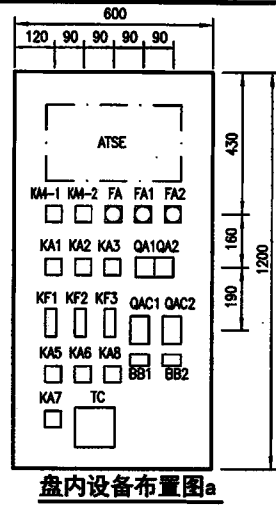 600
120 90 90 90 90
ATSE
430
KM-1 KM-2 FA FA1 FA2
160
KA1 KA2 KA3 QA1QA2
1200
190
KF1 KF2 KF3 QAC1 QAC2
KA5 KA6 KA8 BB1 BB2
KA7 TC
盘内设备布置图a